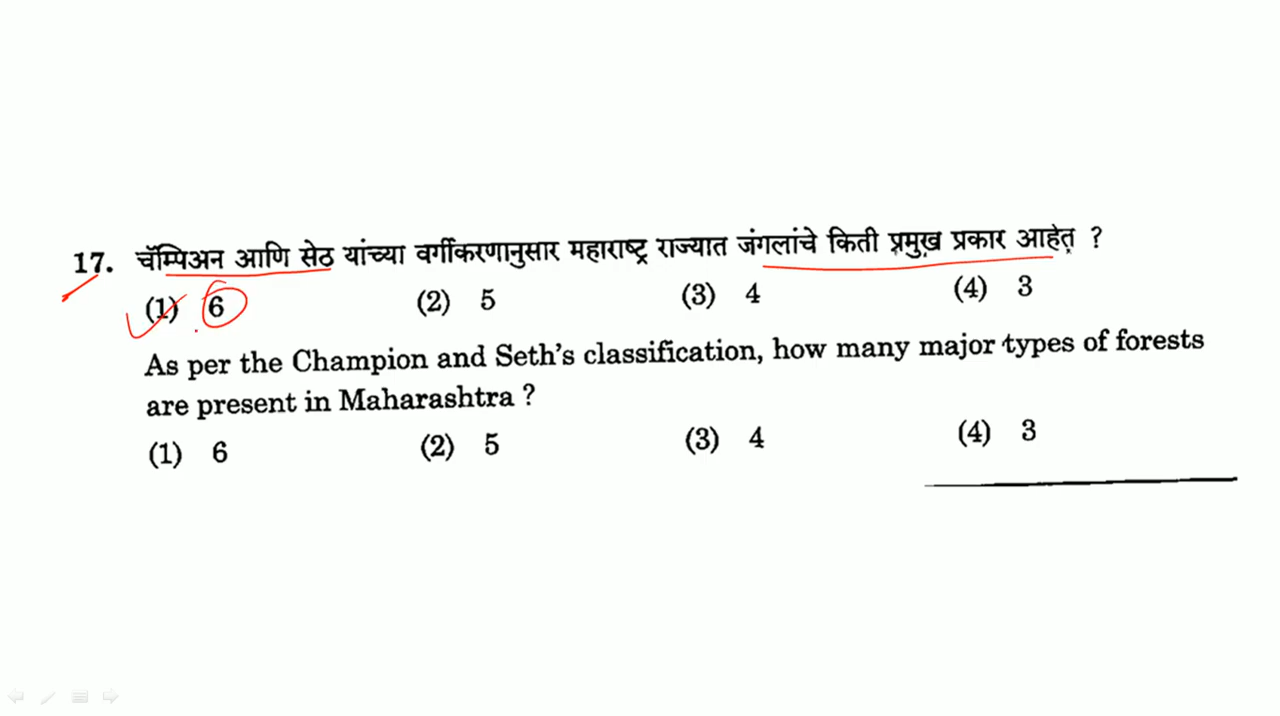 17. चॅम्पिअन आणि सेठ यांच्या वर्गीकरणानुसार महाराष्ट्र राज्यात जंगलांचे किती प्रमुख प्रकार आहेत ?
(1) 6 (2) 5 (3) 4 (4) 3
As per the Champion and Seth's classification, how many major types of forests
are present in Maharashtra ?
(1) 6 (2) 5 (3) 4 (4) 3